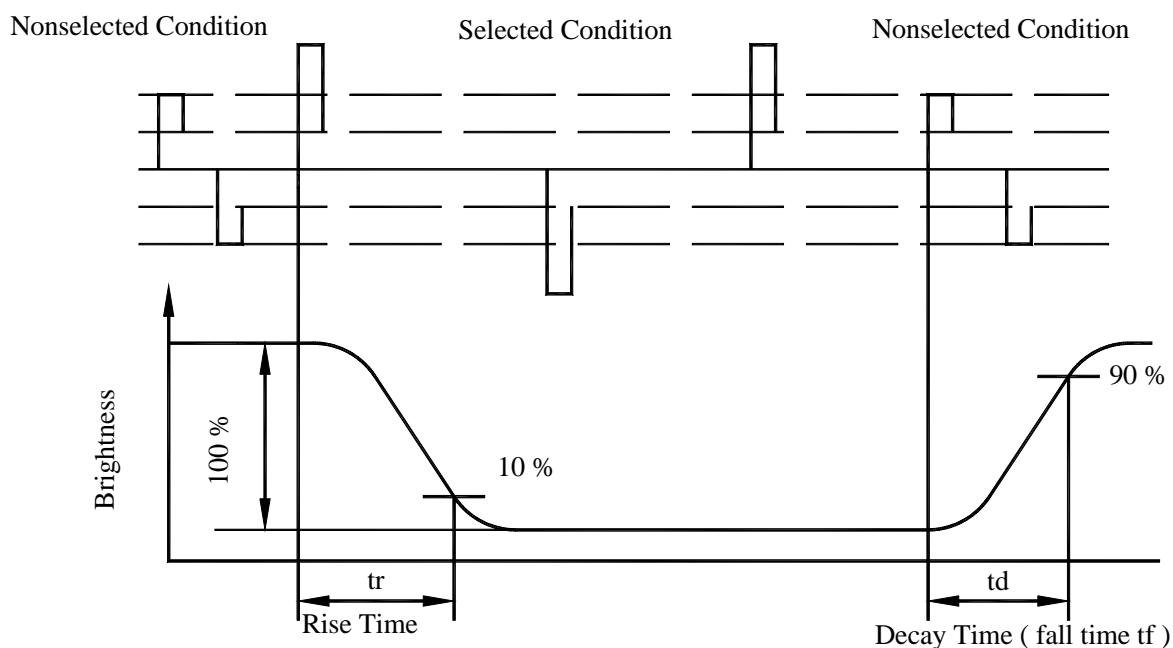 Nonselected Condition
Selected Condition
Nonselected Condition
90 %
Brightness
100 %
10 %
tr
td
Rise Time
Decay Time ( fall time tf )